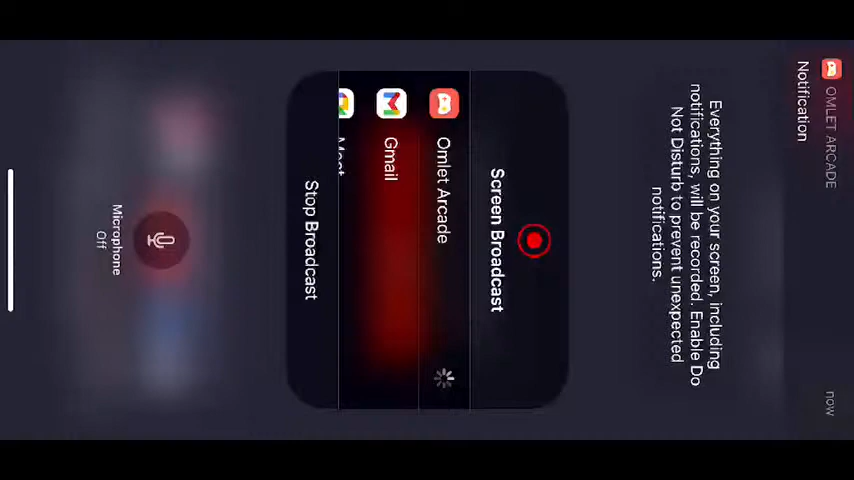 OMLET ARCADE
now
Notification
Everything on your screen, including
notifications, will be recorded. Enable Do
Not Disturb to prevent unexpected
notifications.
Screen Broadcast
Omlet Arcade
Gmail
Meet
Stop Broadcast
Microphone
Off